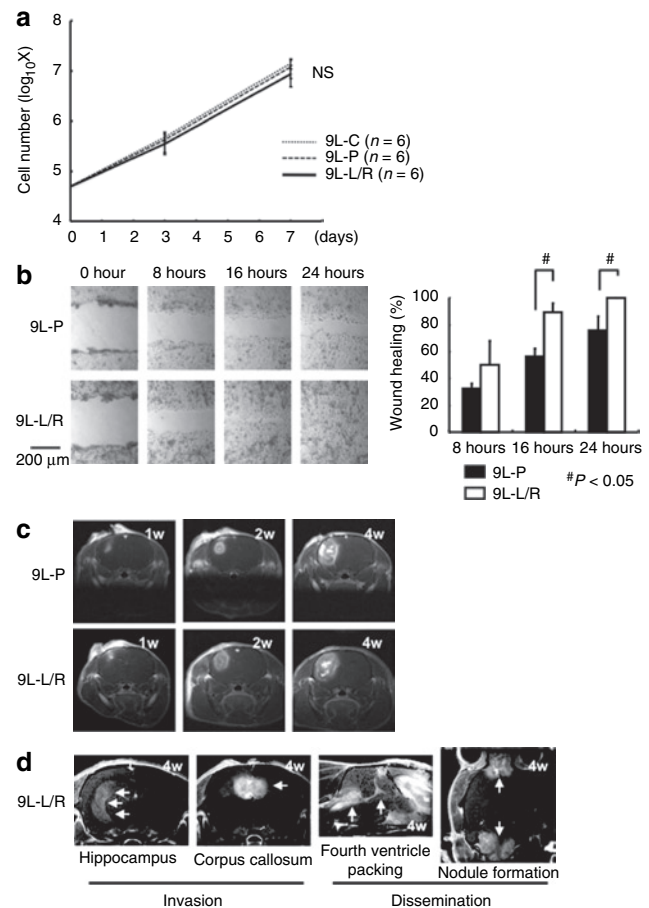 a
Cell number (log10X)
8
7
6
5
4
0 1 2 3 4 5 6 7 (days)
NS
9L-C (n = 6)
9L-P (n = 6)
9L-L/R (n = 6)
b
0 hour 8 hours 16 hours 24 hours
9L-P
9L-L/R
200 μm
Wound healing (%)
100
80
60
40
20
0
# #
8 hours 16 hours 24 hours
9L-P
9L-L/R
#P < 0.05
c
9L-P
1w 2w 4w
9L-L/R
1w 2w 4w
d
9L-L/R
4w 4w 4w 4w
Hippocampus
Corpus callosum
Fourth ventricle
packing
Nodule formation
Invasion
Dissemination